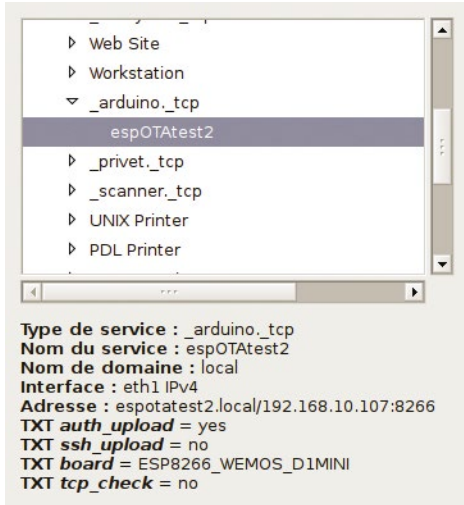 Web Site
Workstation
_arduino._tcp
espOTAtest2
_privet._tcp
_scanner._tcp
UNIX Printer
PDL Printer
Type de service : _arduino._tcp
Nom du service : espOTAtest2
Nom de domaine : local
Interface : eth1 IPv4
Adresse : espotatest2.local/192.168.10.107:8266
TXT auth_upload = yes
TXT ssh_upload = no
TXT board = ESP8266_WEMOS_D1MINI
TXT tcp_check = no